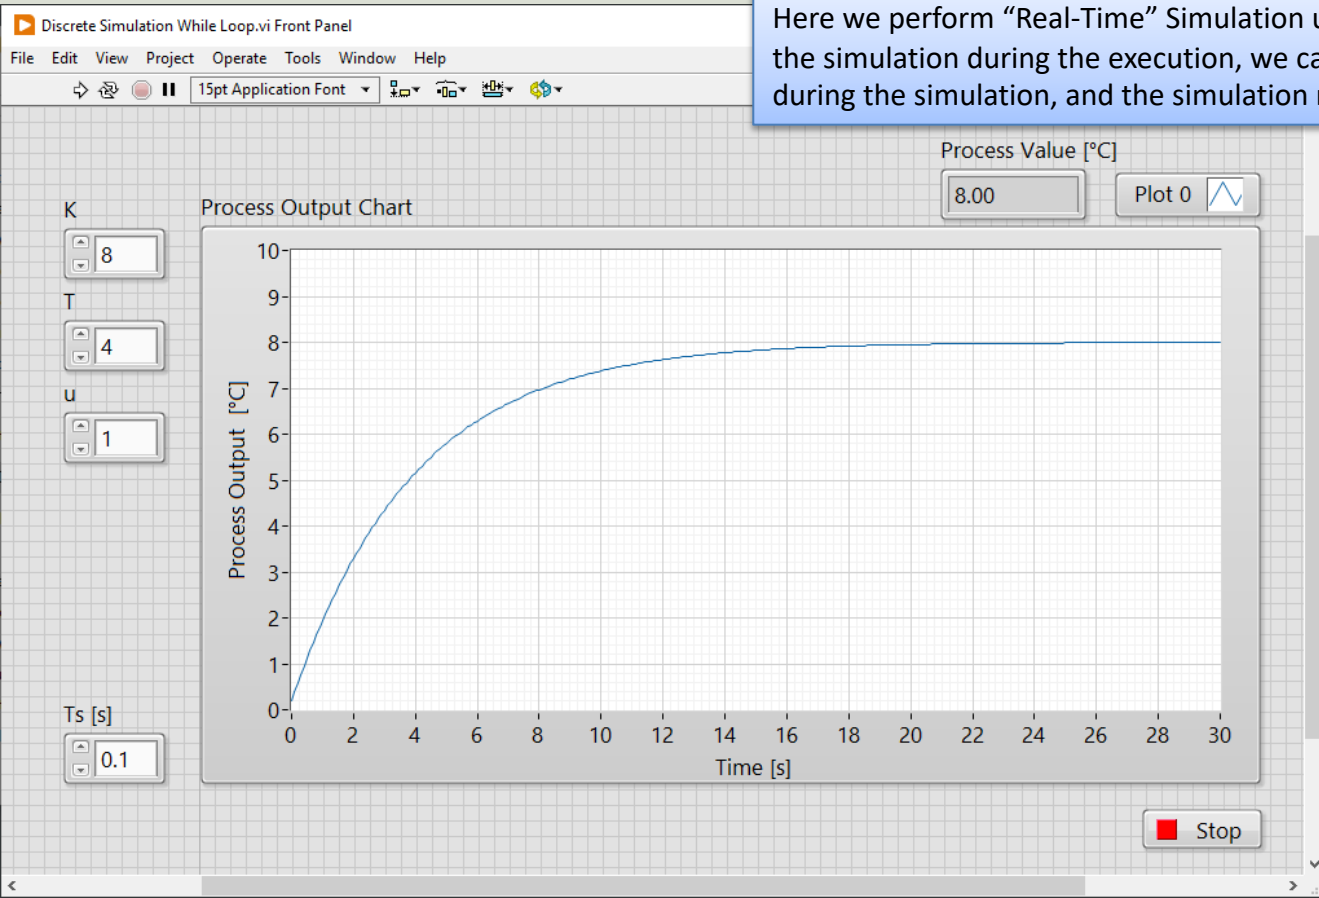 Discrete Simulation While Loop.vi Front Panel
Here we perform “Real-Time” Simulation
the simulation during the execution, we
during the simulation, and the simulation
File Edit View Project Operate Tools Window Help
15pt Application Font
Process Value [°C]
8.00
Plot 0
K
8
T
4
u
1
Ts [s]
0.1
Process Output Chart
Process Output [°C]
10
9
8
7
6
5
4
3
2
1
0
0 2 4 6 8 10 12 14 16 18 20 22 24 26 28 30
Time [s]
Stop